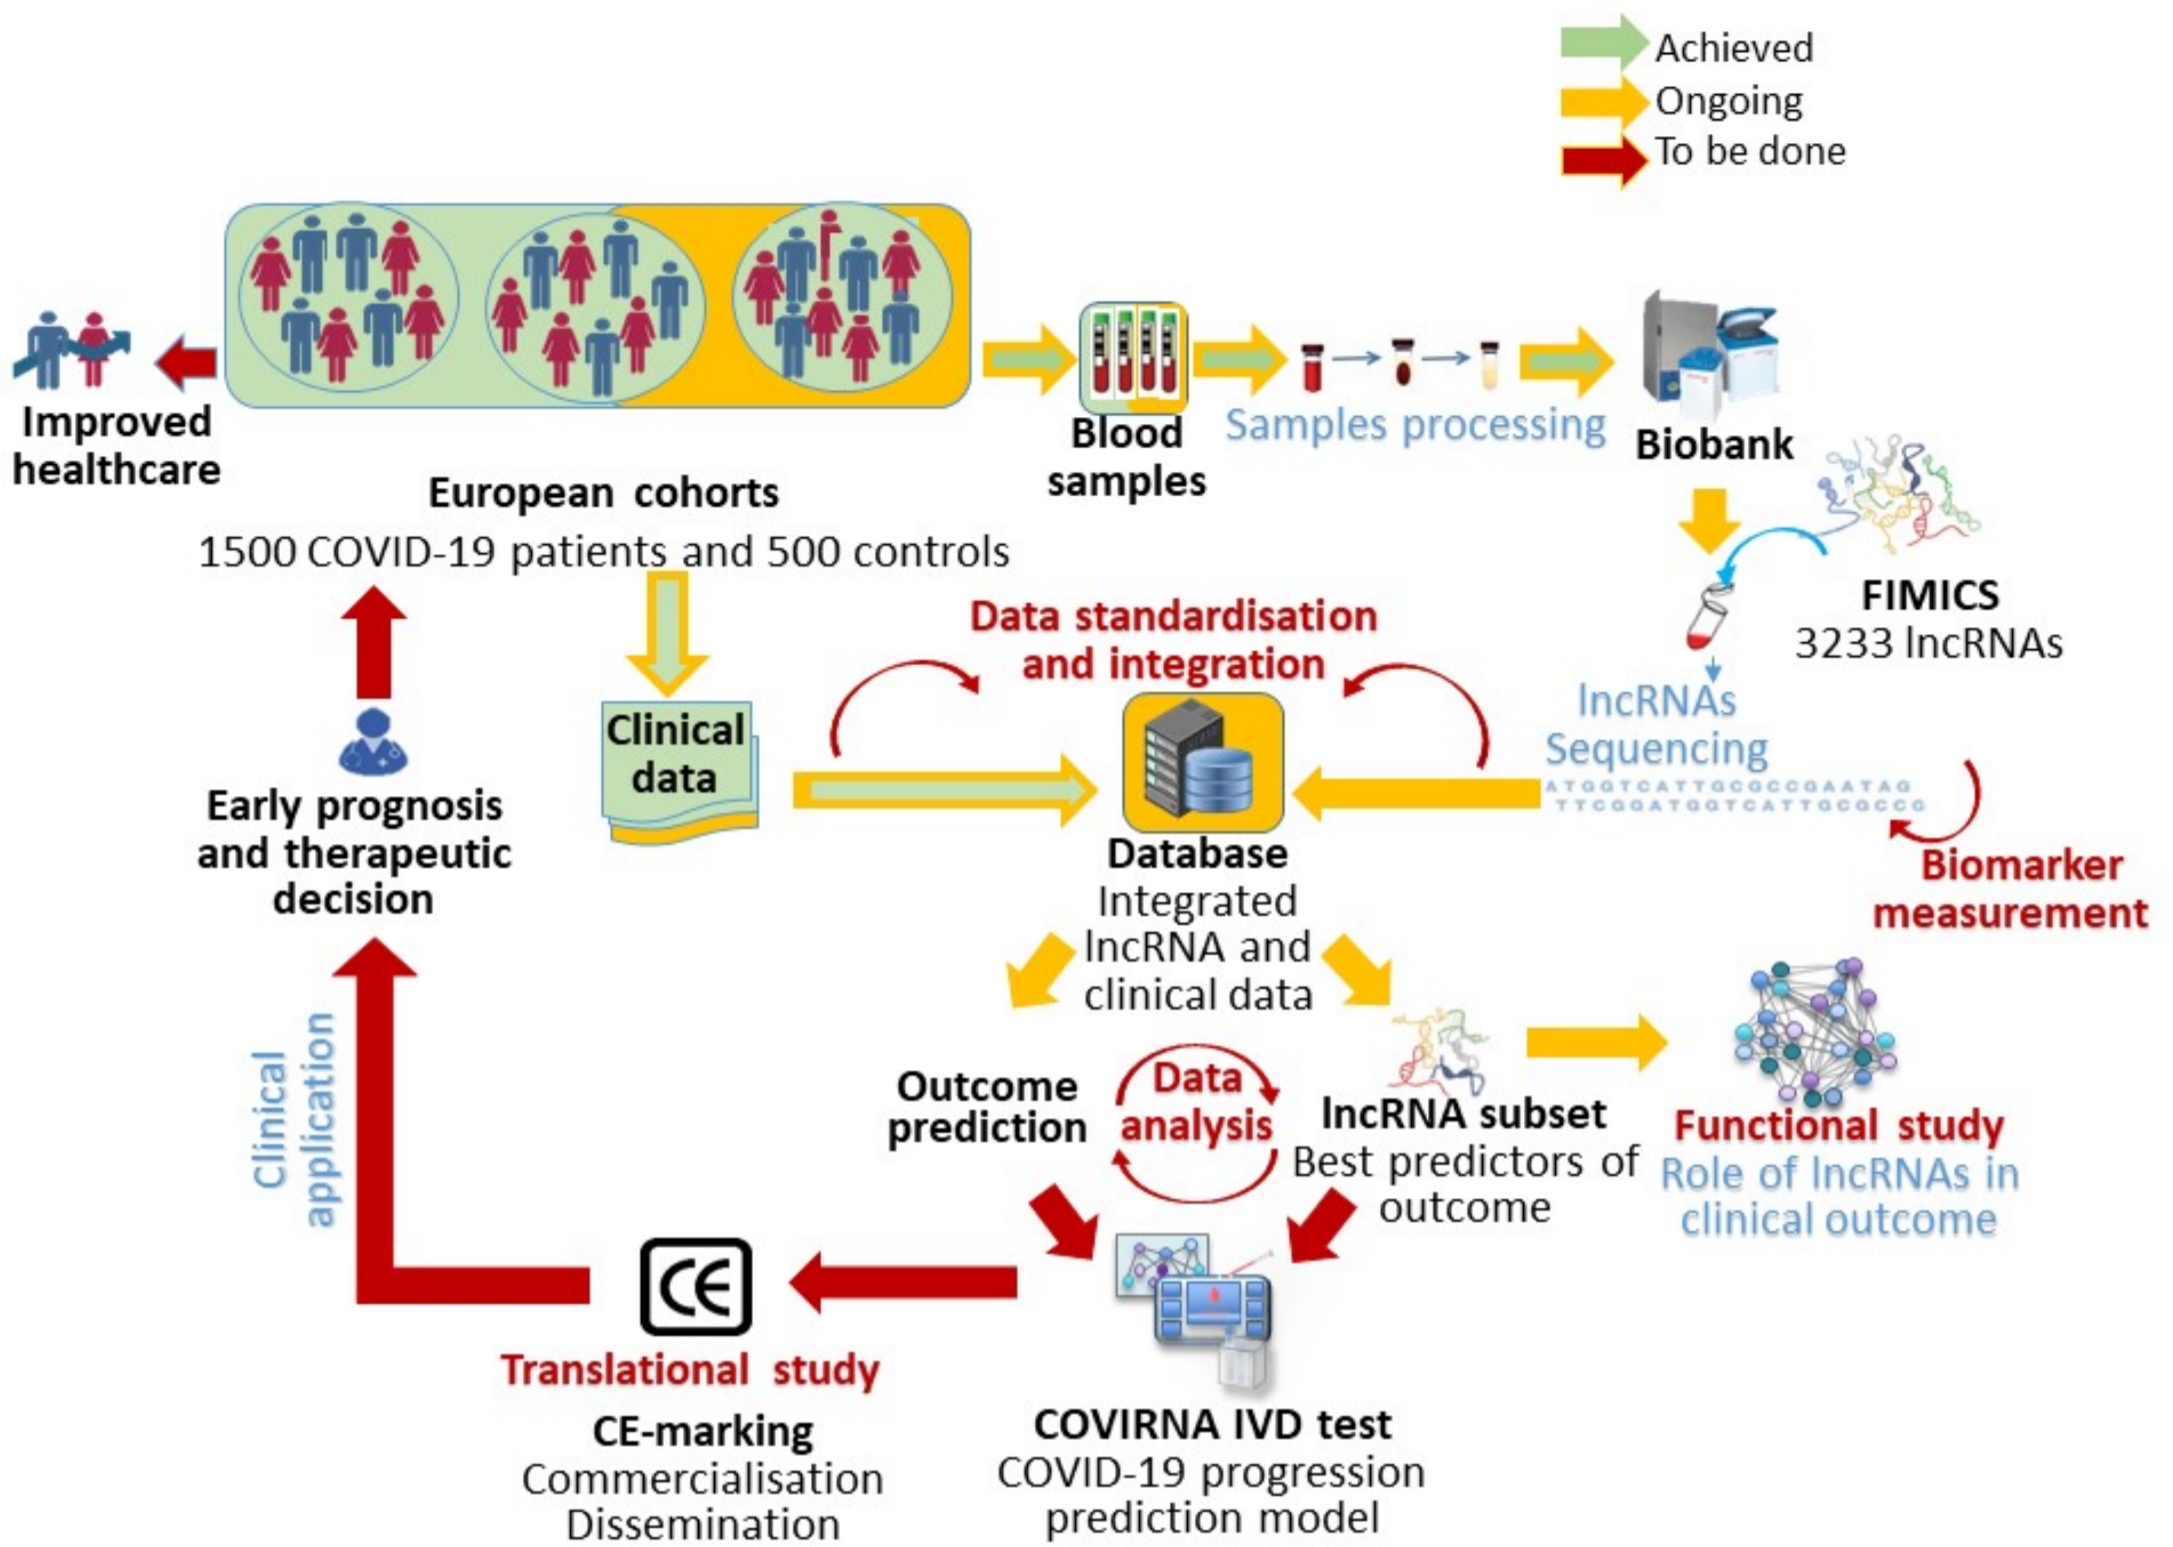 Achieved
Ongoing
To be done
Improved
healthcare
European cohorts
1500 COVID-19 patients and 500 controls
Blood
samples
Samples processing
Biobank
FIMICS
3233 lncRNAs
Data standardisation
and integration
lncRNAs
Sequencing
ATGGTCATTGCGCCGAATAG
TTCGGATGGTCATTGCGCCG
Biomarker
measurement
Clinical
data
Database
Integrated
lncRNA and
clinical data
Early prognosis
and therapeutic
decision
Clinical
application
Outcome
prediction
Data
analysis
lncRNA subset
Best predictors of
outcome
Functional study
Role of lncRNAs in
clinical outcome
CE
Translational study
CE-marking
Commercialisation
Dissemination
COVIRNA IVD test
COVID-19 progression
prediction model